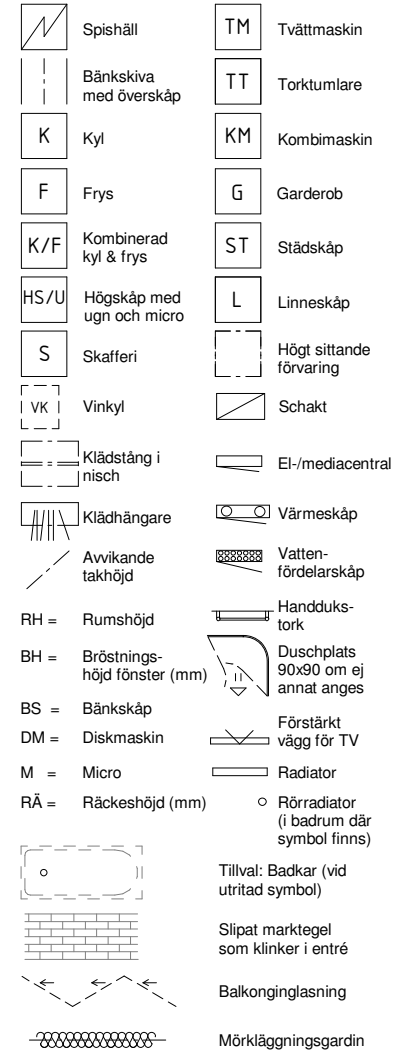 Spishäll
Bänkskiva
med överskåp
K
Kyl
F
Frys
K/F
Kombinerad
kyl & frys
HS/U
Högskåp med
ugn och micro
S
Skafferi
VK
Vinkyl
Klädstång i
nisch
Klädhängare
Avvikande
takhöjd
RH = Rumshöjd
BH = Bröstnings-
höjd fönster (mm)
BS = Bänkskåp
DM = Diskmaskin
M = Micro
RÄ = Räckeshöjd (mm)
TM
Tvättmaskin
TT
Torktumlare
KM
Kombimaskin
G
Garderob
ST
Städskåp
L
Linneskåp
Högt sittande
förvaring
Schakt
El-/mediacentral
Värmeskåp
Vatten-
fördelarskåp
Handduks-
tork
Duschplats
90x90 om ej
annat anges
Förstärkt
vägg för TV
Radiator
Rörradiator
(i badrum där
symbol finns)
Tillval: Badkar (vid
utritad symbol)
Slipat marktegel
som klinker i entré
Balkonginglasning
Mörkläggningsgardin